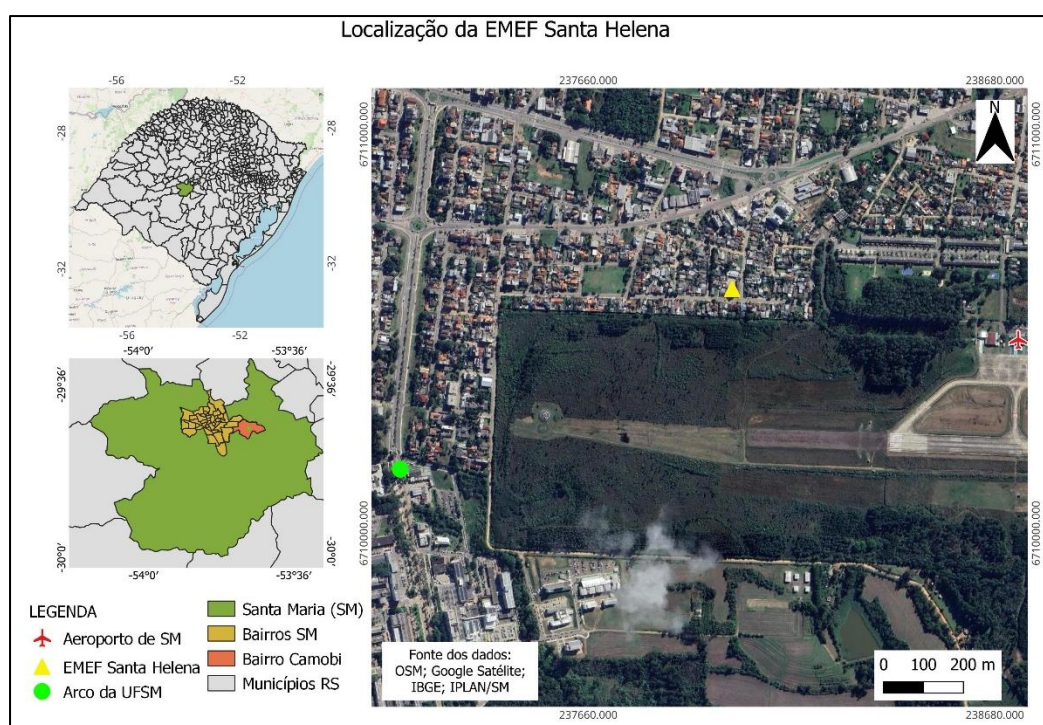 Localização da EMEF Santa Helena
-56
-52
-28
-28
-32
-32
-56
-52
-54°0'
-53°36'
-29°36'
-29°36'
-30°0'
-30°0'
-54°0'
-53°36'
237660.000
238680.000
6711000.000
6711000.000
N
6710000.000
6710000.000
237660.000
238680.000
LEGENDA
Aeroporto de SM
EMEF Santa Helena
Arco da UFSM
Santa Maria (SM)
Bairros SM
Bairro Camobi
Municípios RS
Fonte dos dados:
OSM; Google Satélite;
IBGE; IPLAN/SM
0 100 200 m